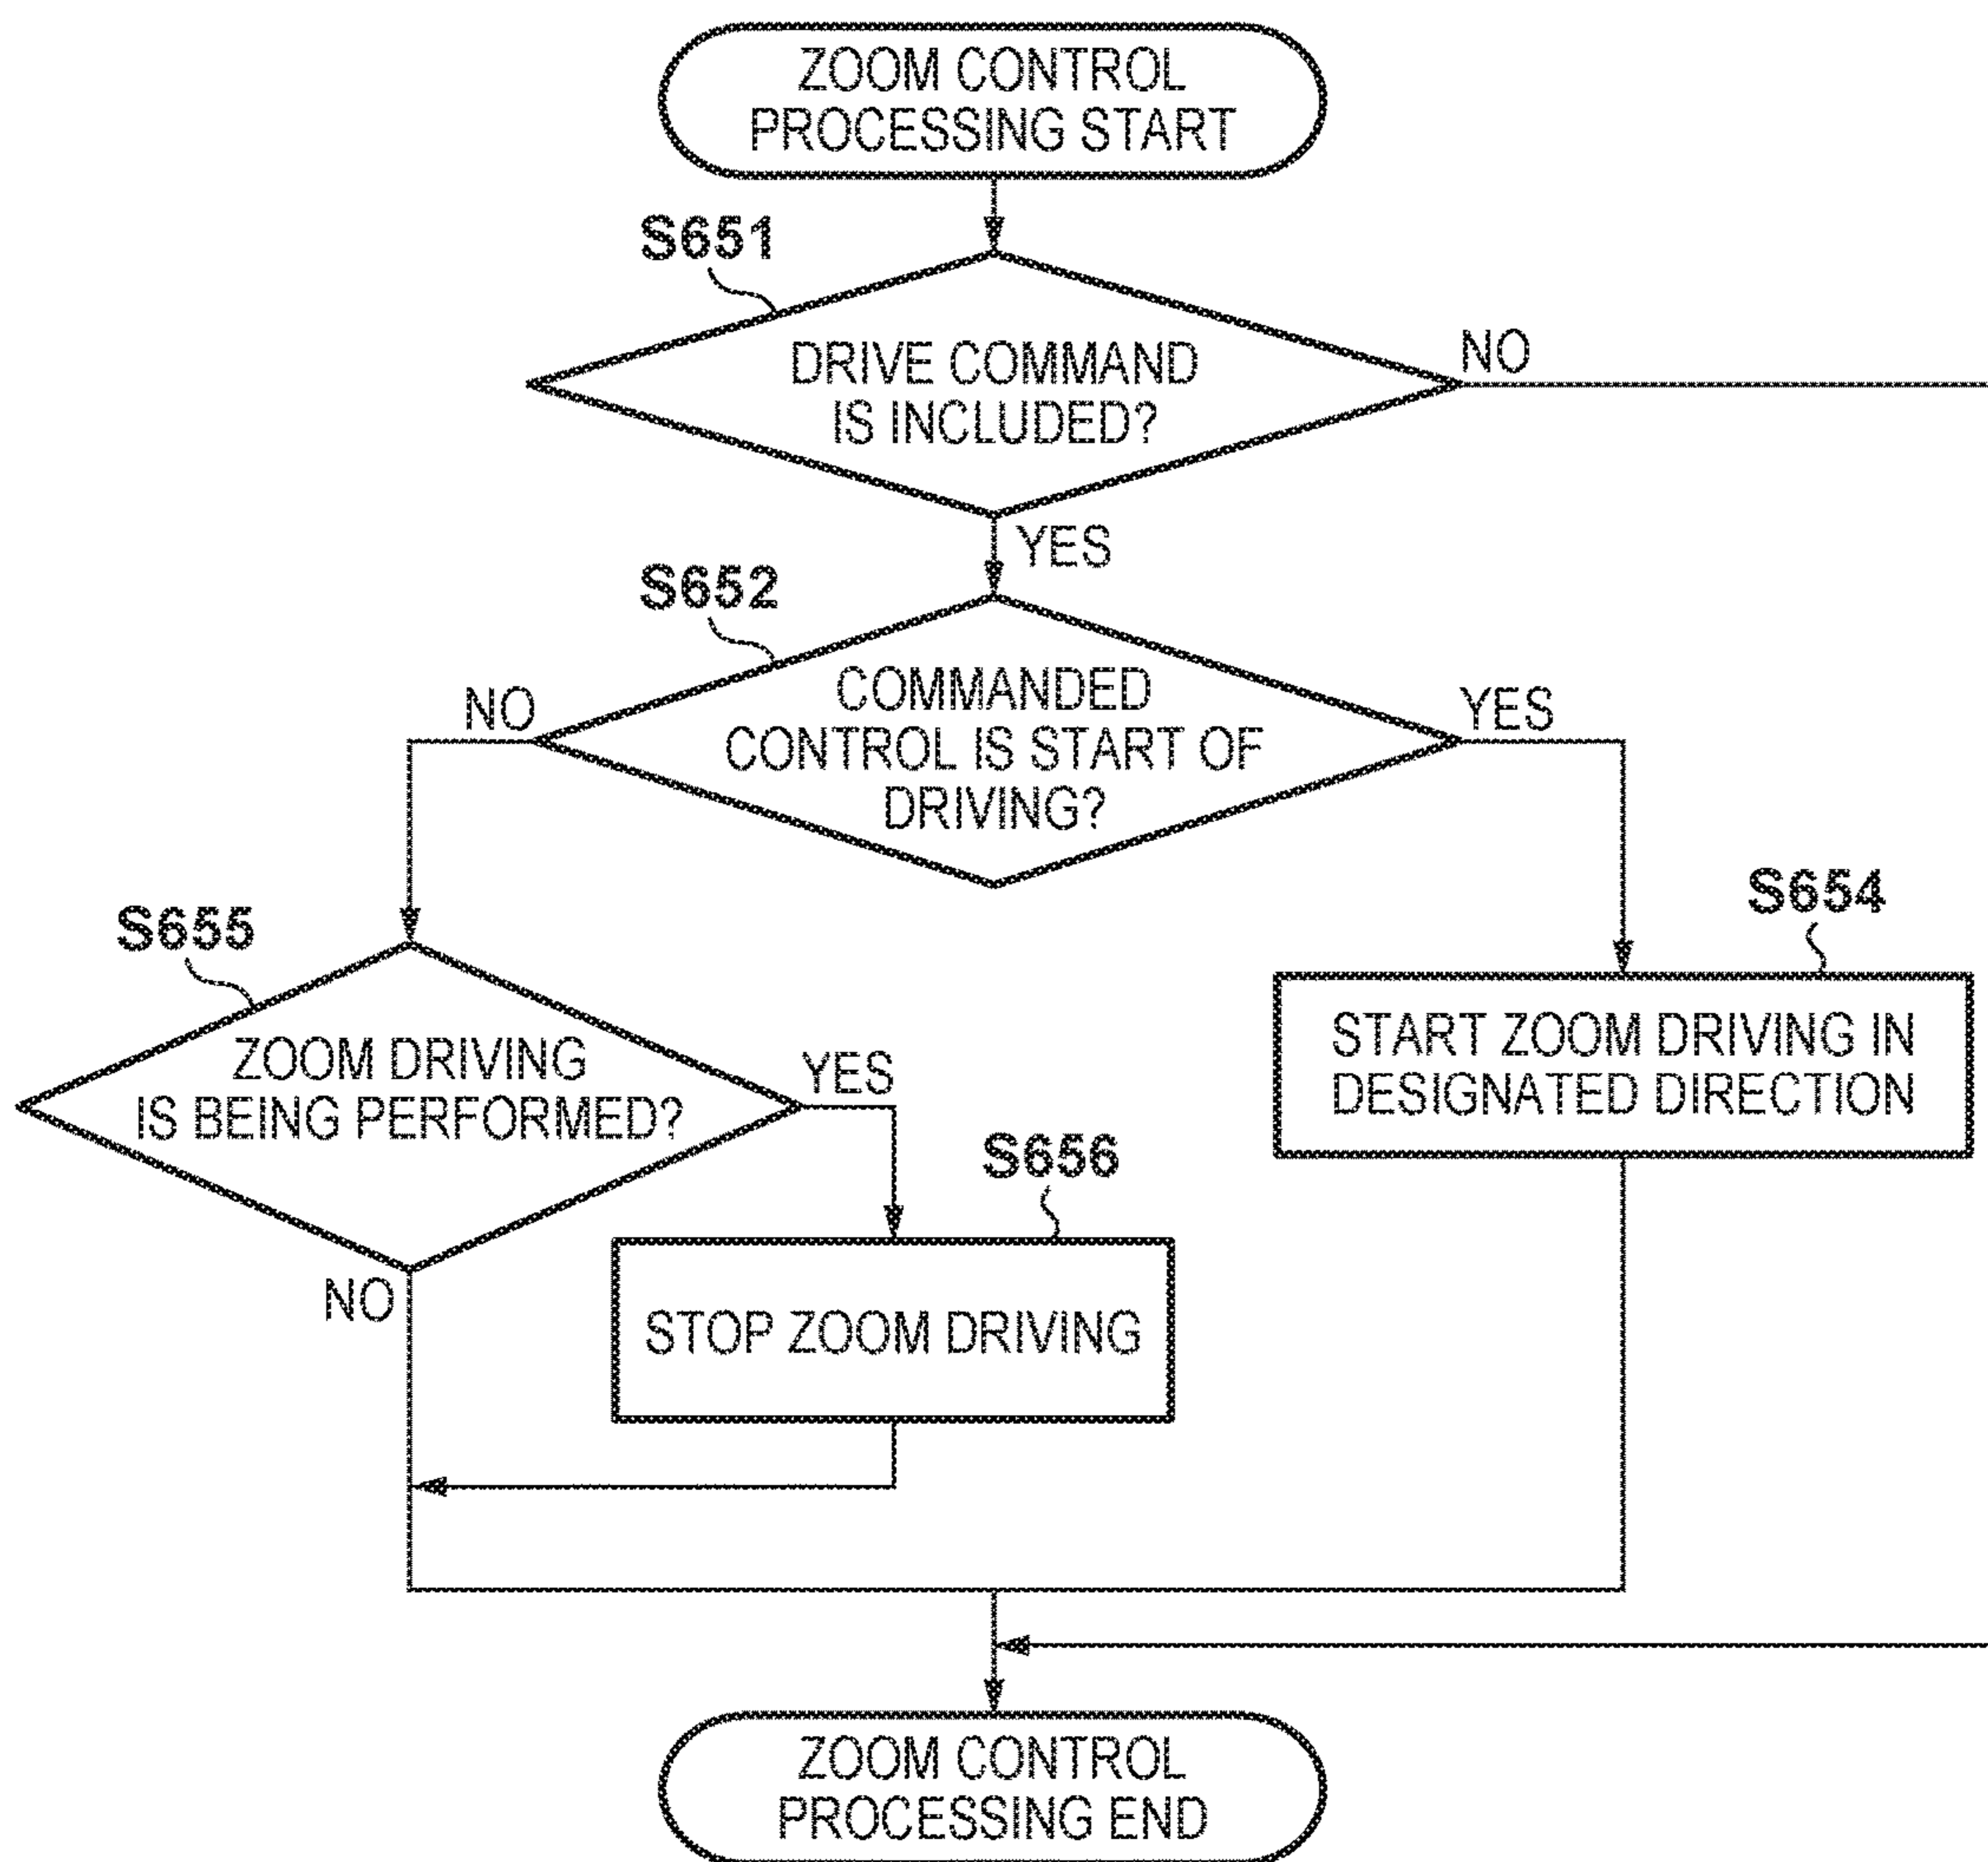 ZOOM CONTROL
PROCESSING START
S651
DRIVE COMMAND
IS INCLUDED?
NO
YES
S652
COMMANDED
CONTROL IS START OF
DRIVING?
NO
YES
S655
ZOOM DRIVING
IS BEING PERFORMED?
YES
NO
S654
START ZOOM DRIVING IN
DESIGNATED DIRECTION
S656
STOP ZOOM DRIVING
ZOOM CONTROL
PROCESSING END